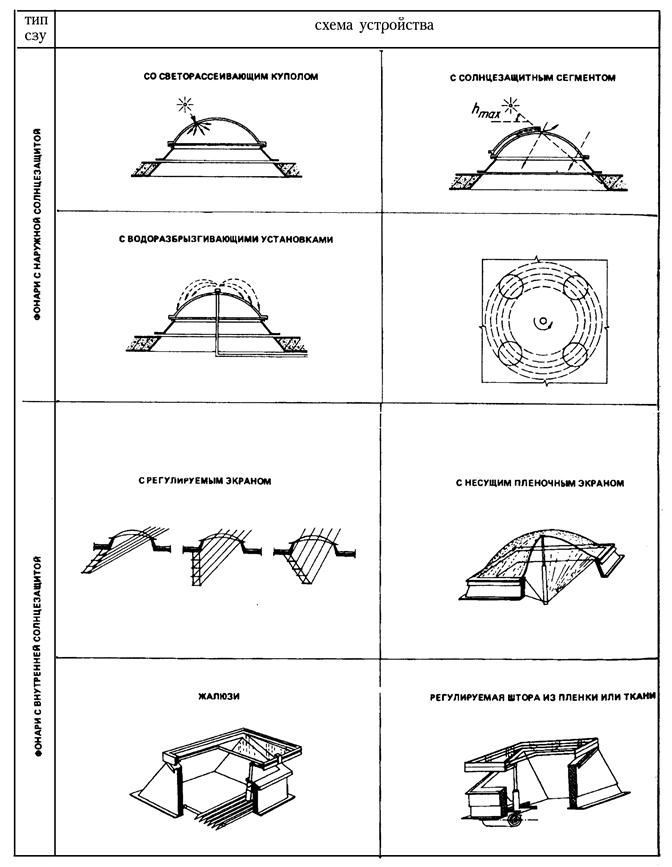 тип
сзу
схема устройства
ФОНАРИ С НАРУЖНОЙ СОЛНЦЕЗАЩИТОЙ
СО СВЕТОРАССЕИВАЮЩИМ КУПОЛОМ
С СОЛНЦЕЗАЩИТНЫМ СЕГМЕНТОМ
hmax
С ВОДОРАЗБРЫЗГИВАЮЩИМИ УСТАНОВКАМИ
ФОНАРИ С ВНУТРЕННЕЙ СОЛНЦЕЗАЩИТОЙ
С РЕГУЛИРУЕМЫМ ЭКРАНОМ
С НЕСУЩИМ ПЛЕНОЧНЫМ ЭКРАНОМ
ЖАЛЮЗИ
РЕГУЛИРУЕМАЯ ШТОРА ИЗ ПЛЕНКИ ИЛИ ТКАНИ